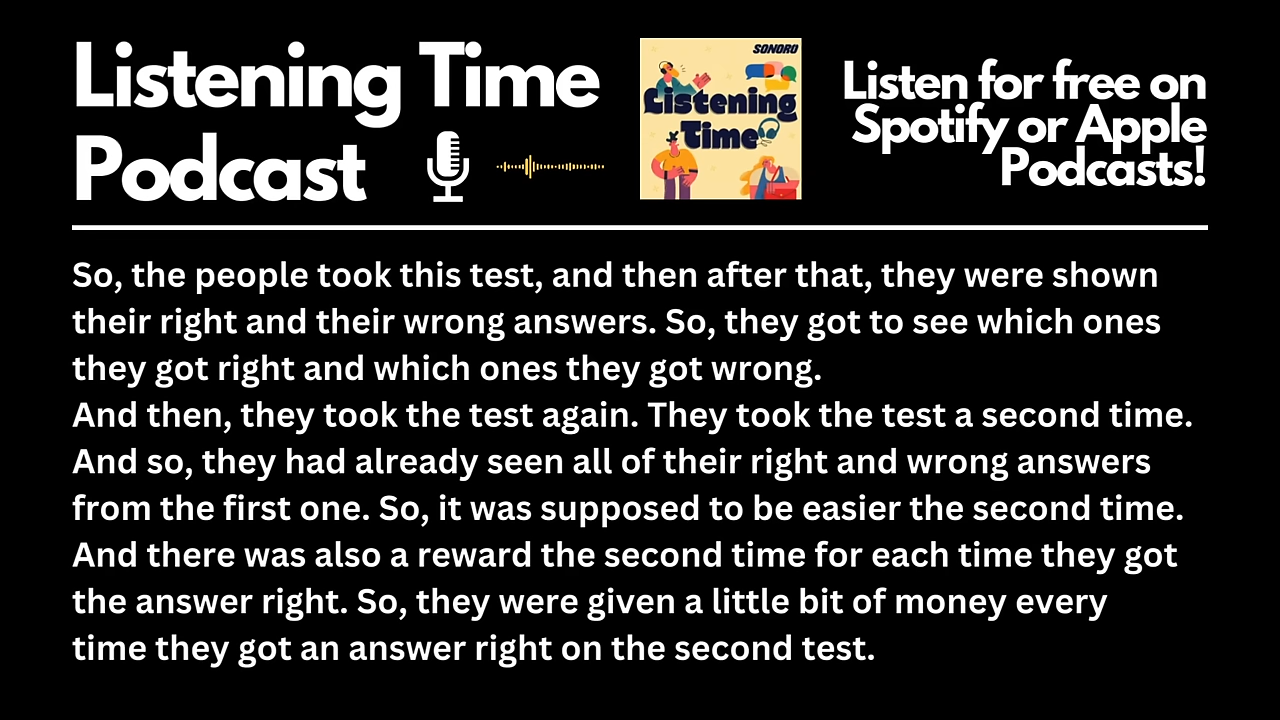 Listening Time
Podcast
SONORO
Listening
Time
Listen for free on
Spotify or Apple
Podcasts!
So, the people took this test, and then after that, they were shown
their right and their wrong answers. So, they got to see which ones
they got right and which ones they got wrong.
And then, they took the test again. They took the test a second time.
And so, they had already seen all of their right and wrong answers
from the first one. So, it was supposed to be easier the second time.
And there was also a reward the second time for each time they got
the answer right. So, they were given a little bit of money every
time they got an answer right on the second test.